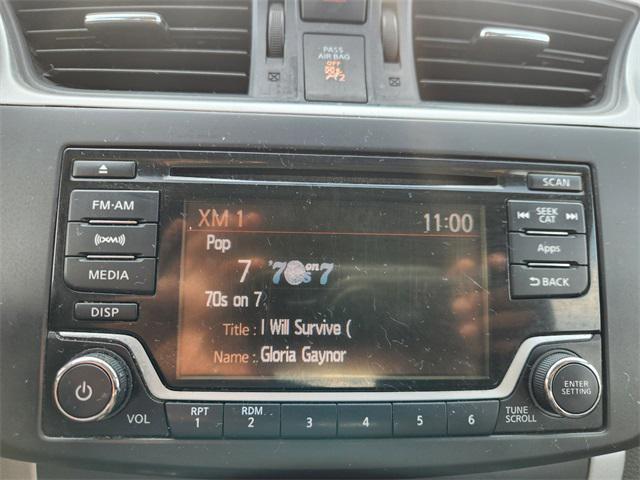 PASS
AIR BAG
OFF
2
SCAN
FM·AM
XM 1
11:00
SEEK
CAT
Pop
((XM))
7
'70s on 7
Apps
MEDIA
70s on 7
BACK
DISP
Title : I Will Survive (
Name : Gloria Gaynor
ENTER
SETTING
VOL
RPT
1
RDM
2
3
4
5
6
TUNE
SCROLL